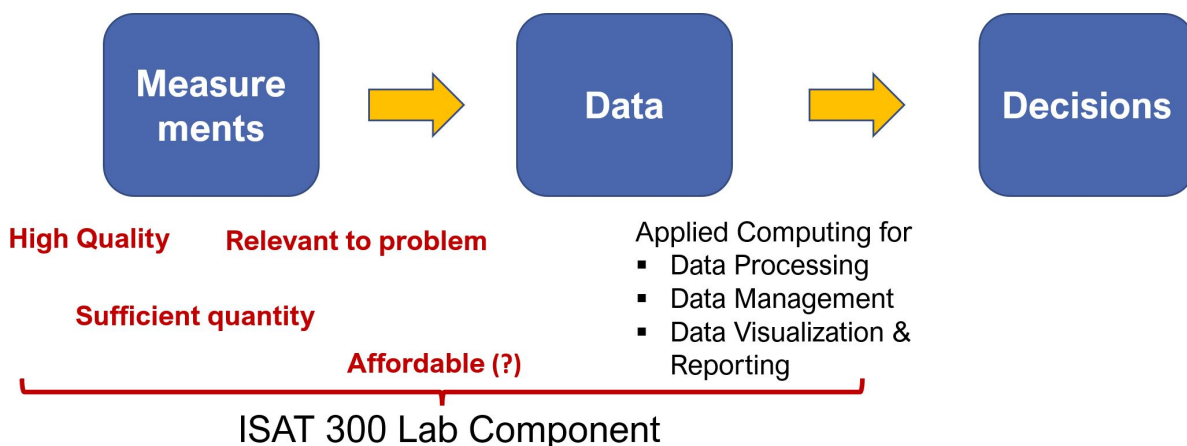 Measure
ments
Data
Decisions
High Quality
Relevant to problem
Sufficient quantity
Affordable (?)
Applied Computing for
▪ Data Processing
▪ Data Management
▪ Data Visualization &
Reporting
ISAT 300 Lab Component